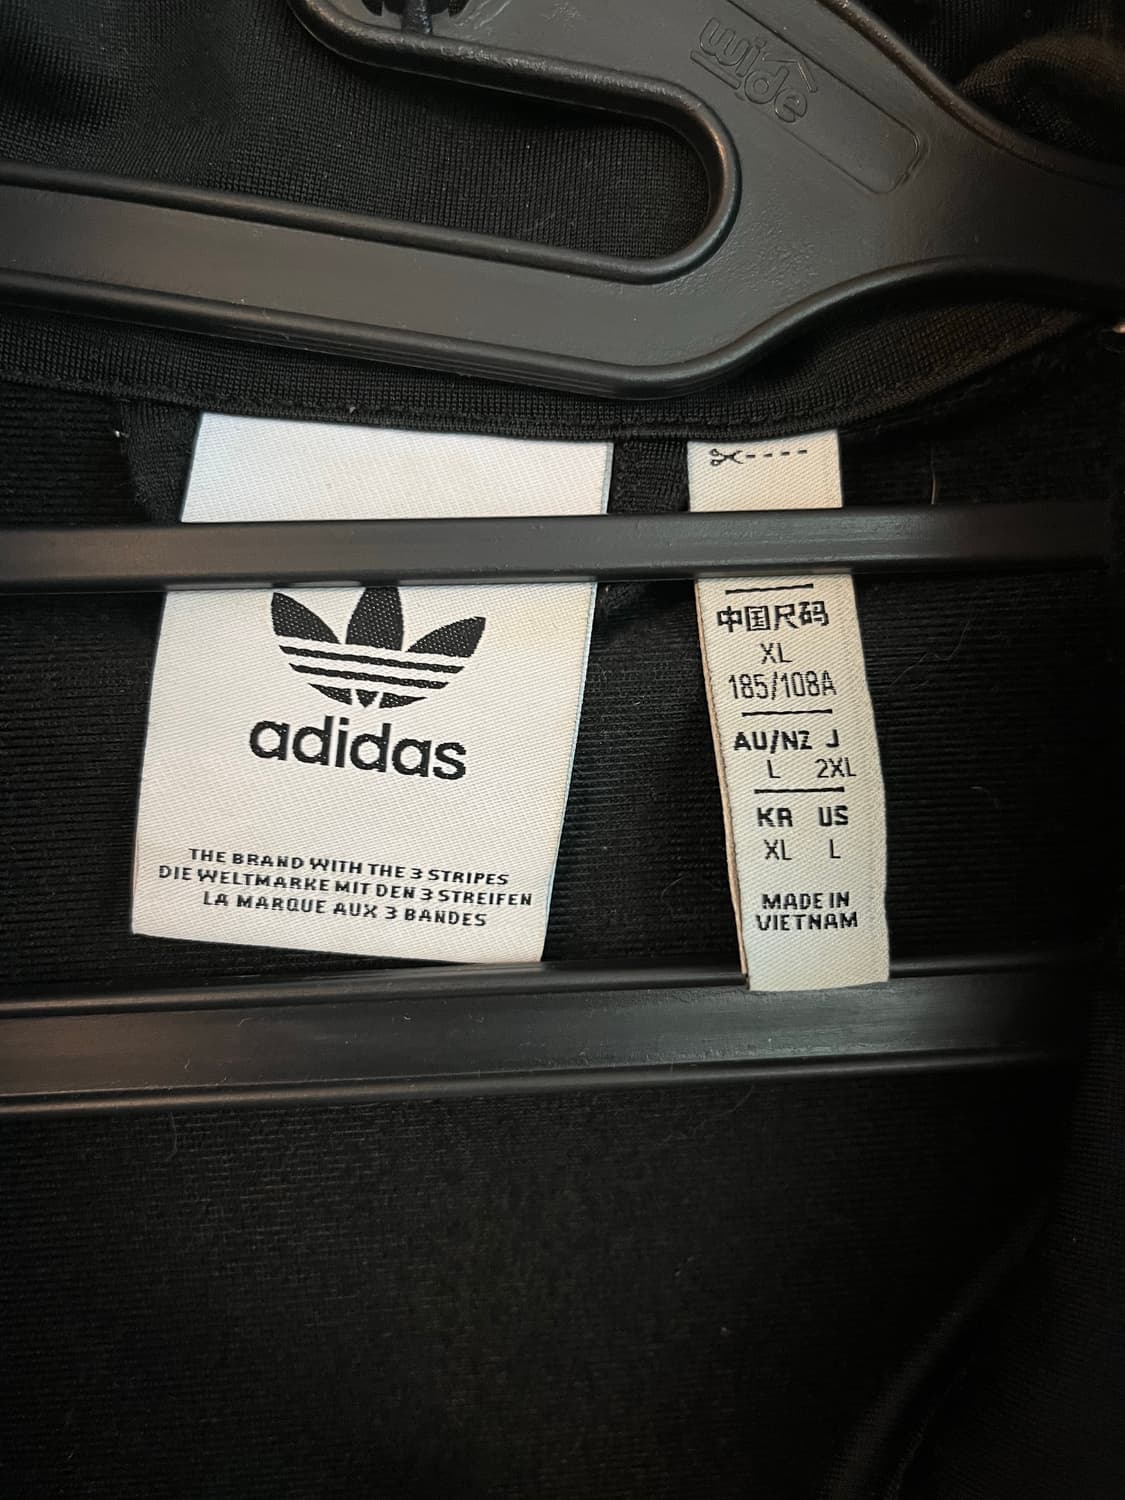 wide
adidas
THE BRAND WITH THE 3 STRIPES
DIE WELTMARKE MIT DEN 3 STREIFEN
LA MARQUE AUX 3 BANDES
中国尺码
XL
185/108A
AU/NZ J
L 2XL
KR US
XL L
MADE IN
VIETNAM